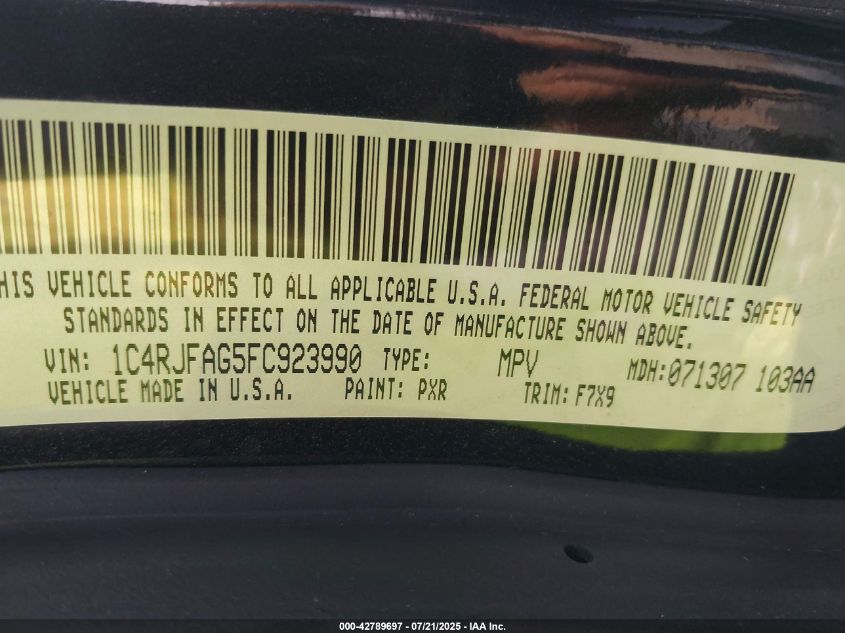 HIS VEHICLE CONFORMS TO ALL APPLICABLE U.S.A. FEDERAL MOTOR VEHICLE SAFETY
STANDARDS IN EFFECT ON THE DATE OF MANUFACTURE SHOWN ABOVE.
VIN: 1C4RJFAG5FC923990 TYPE: MPV MDH:071307 103AA
VEHICLE MADE IN U.S.A. PAINT: PXR TRIM: F7X9
000-42789697 - 07/21/2025 - IAA Inc.